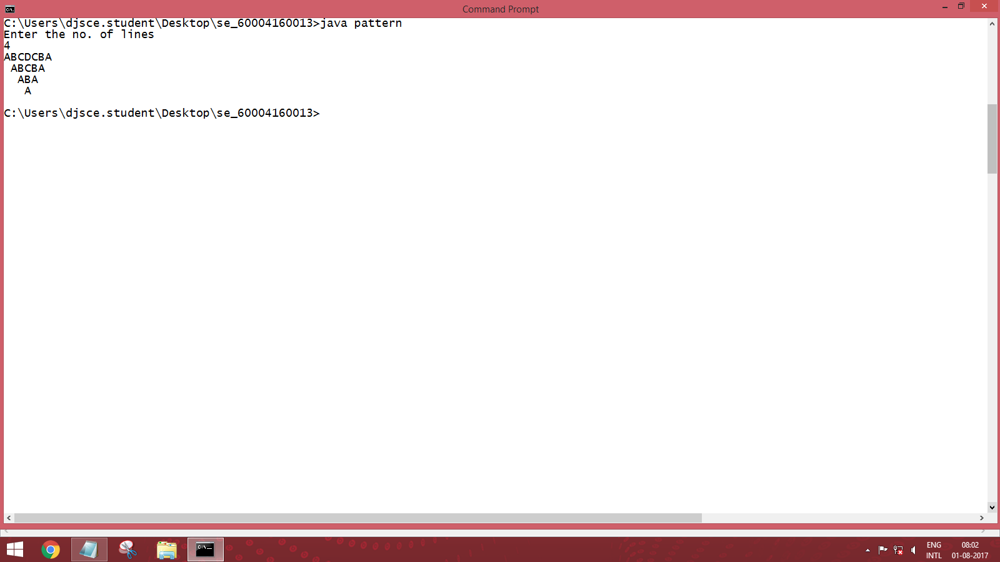 Command Prompt
C:\Users\djsce.student\Desktop\se_60004160013>java pattern
Enter the no. of lines
4
ABCDCBA
 ABCBA
  ABA
   A
C:\Users\djsce.student\Desktop\se_60004160013>
ENG 08:02
INTL 01-08-2017